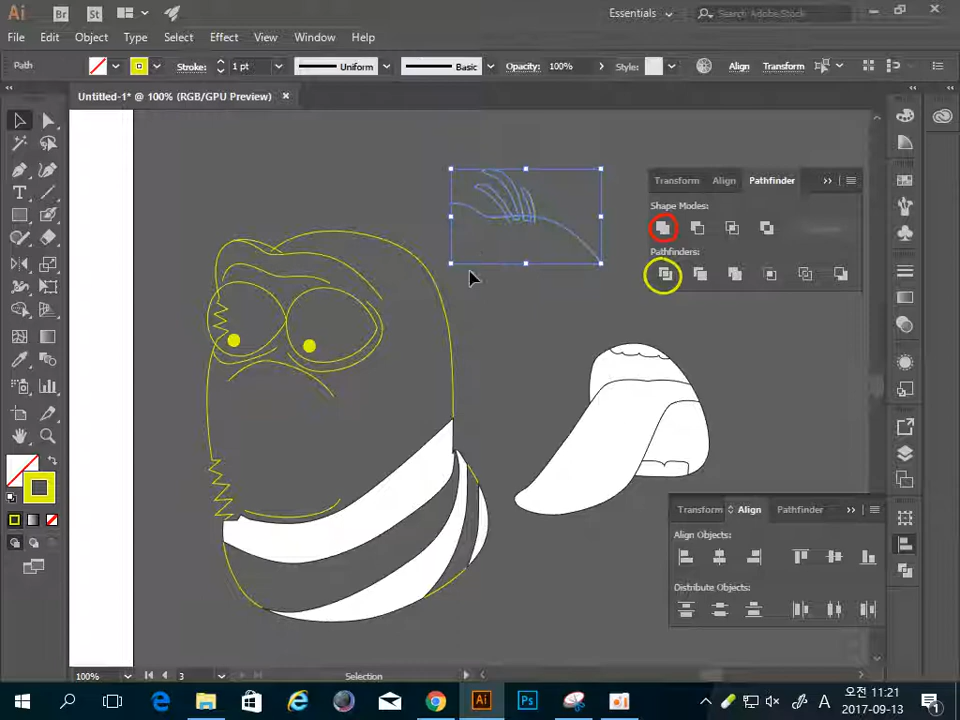 Ai Br St Essentials Search Adobe Stock
File Edit Object Type Select Effect View Window Help
Path Stroke: 1 pt Uniform Basic Opacity: 100% Style: Align Transform
Untitled-1* @ 100% (RGB/GPU Preview) ×
Transform Align Pathfinder
Shape Modes:
Pathfinders:
Transform Align Pathfinder
Align Objects:
Distribute Objects:
100% 3 Selection
Ai Ps A 오전 11:21
2017-09-13